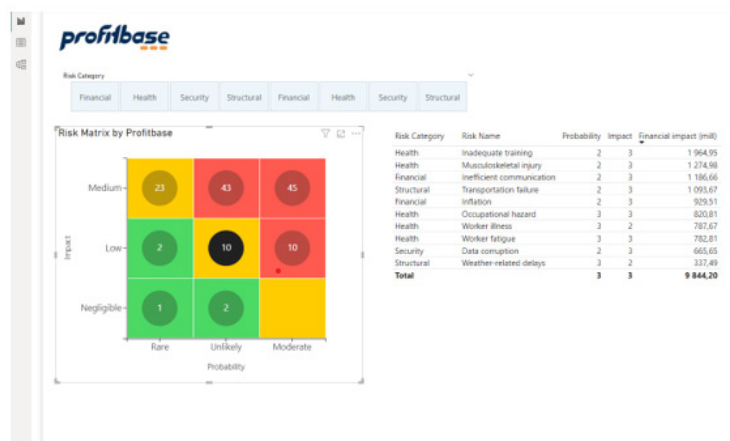 profitbase
Risk Category
Financial Health Security Structural Financial Health Security Structural
Risk Matrix by Profitbase
Medium 23 43 45
Low 2 10 10
Negligible 1 2
Rare Unlikely Moderate
Impact
Probability
Risk Category Risk Name Probability Impact Financial impact (mill)
Health Inadequate training 2 3 1 964,95
Health Musculoskeletal injury 2 3 1 274,98
Financial Inefficient communication 2 3 1 186,66
Structural Transportation failure 2 3 1 093,67
Financial Inflation 2 3 929,51
Health Occupational hazard 3 3 820,81
Health Worker illness 3 2 787,67
Health Worker fatigue 3 3 782,81
Security Data corruption 2 3 665,65
Structural Weather-related delays 3 2 337,49
Total 3 3 9 844,20